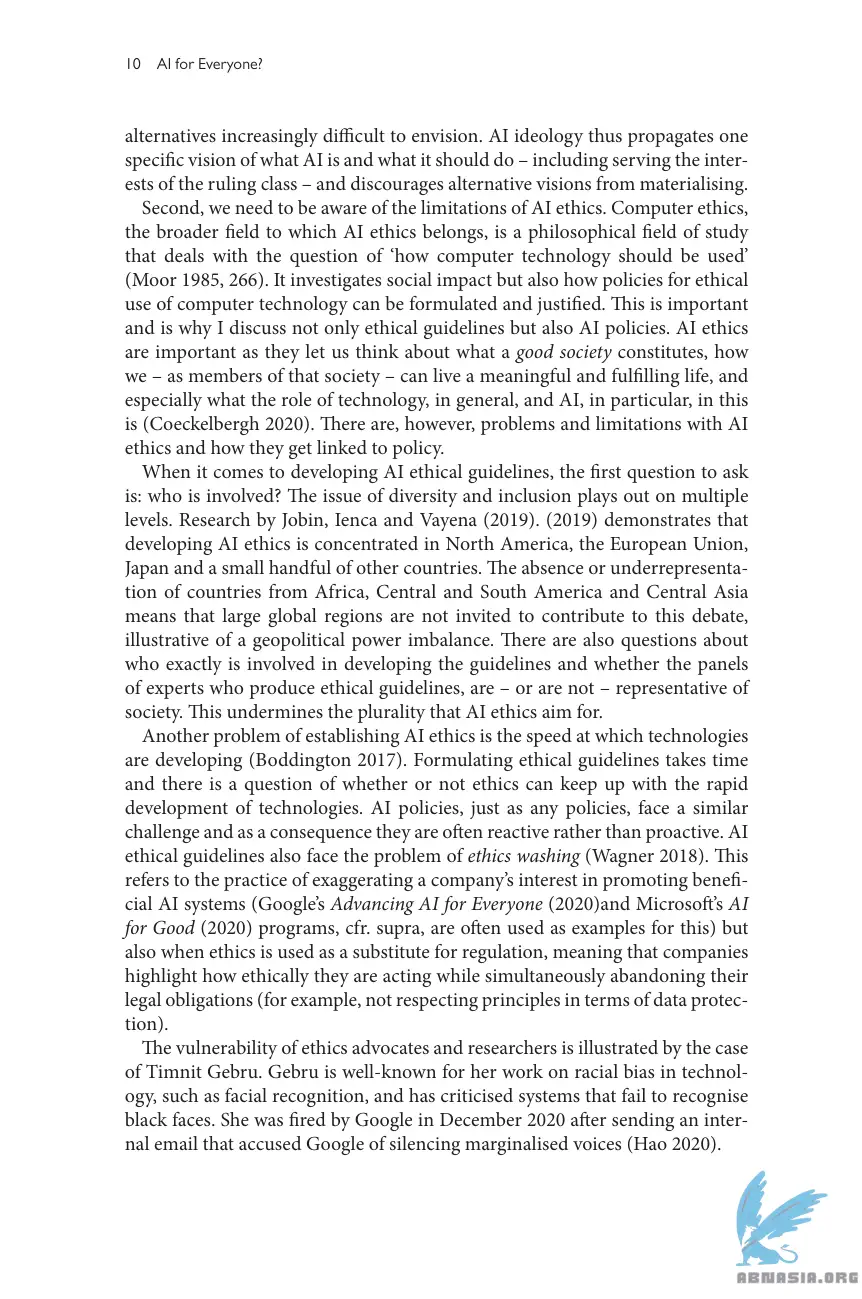 10 AI for Everyone?
alternatives increasingly difficult to envision. AI ideology thus propagates one
specific vision of what AI is and what it should do – including serving the inter-
ests of the ruling class – and discourages alternative visions from materialising.
Second, we need to be aware of the limitations of AI ethics. Computer ethics,
the broader field to which AI ethics belongs, is a philosophical field of study
that deals with the question of ‘how computer technology should be used’
(Moor 1985, 266). It investigates social impact but also how policies for ethical
use of computer technology can be formulated and justified. This is important
and is why I discuss not only ethical guidelines but also AI policies. AI ethics
are important as they let us think about what a good society constitutes, how
we – as members of that society – can live a meaningful and fulfilling life, and
especially what the role of technology, in general, and AI, in particular, in this
is (Coeckelbergh 2020). There are, however, problems and limitations with AI
ethics and how they get linked to policy.
When it comes to developing AI ethical guidelines, the first question to ask
is: who is involved? The issue of diversity and inclusion plays out on multiple
levels. Research by Jobin, Ienca and Vayena (2019). (2019) demonstrates that
developing AI ethics is concentrated in North America, the European Union,
Japan and a small handful of other countries. The absence or underrepresenta-
tion of countries from Africa, Central and South America and Central Asia
means that large global regions are not invited to contribute to this debate,
illustrative of a geopolitical power imbalance. There are also questions about
who exactly is involved in developing the guidelines and whether the panels
of experts who produce ethical guidelines, are – or are not – representative of
society. This undermines the plurality that AI ethics aim for.
Another problem of establishing AI ethics is the speed at which technologies
are developing (Boddington 2017). Formulating ethical guidelines takes time
and there is a question of whether or not ethics can keep up with the rapid
development of technologies. AI policies, just as any policies, face a similar
challenge and as a consequence they are often reactive rather than proactive. AI
ethical guidelines also face the problem of ethics washing (Wagner 2018). This
refers to the practice of exaggerating a company’s interest in promoting benefi-
cial AI systems (Google’s Advancing AI for Everyone (2020)and Microsoft’s AI
for Good (2020) programs, cfr. supra, are often used as examples for this) but
also when ethics is used as a substitute for regulation, meaning that companies
highlight how ethically they are acting while simultaneously abandoning their
legal obligations (for example, not respecting principles in terms of data protec-
tion).
The vulnerability of ethics advocates and researchers is illustrated by the case
of Timnit Gebru. Gebru is well-known for her work on racial bias in technol-
ogy, such as facial recognition, and has criticised systems that fail to recognise
black faces. She was fired by Google in December 2020 after sending an inter-
nal email that accused Google of silencing marginalised voices (Hao 2020).
ABNASIA.ORG